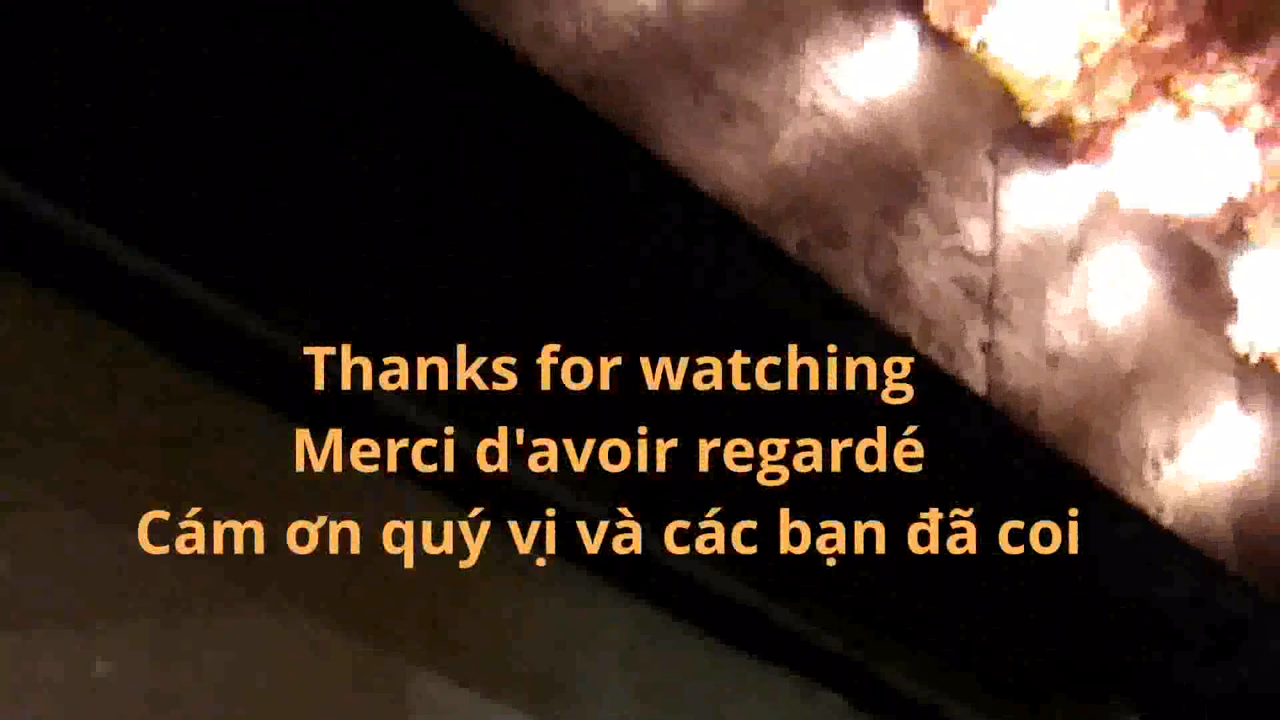 Thanks for watching
Merci d'avoir regardé
Cám ơn quý vị và các bạn đã coi